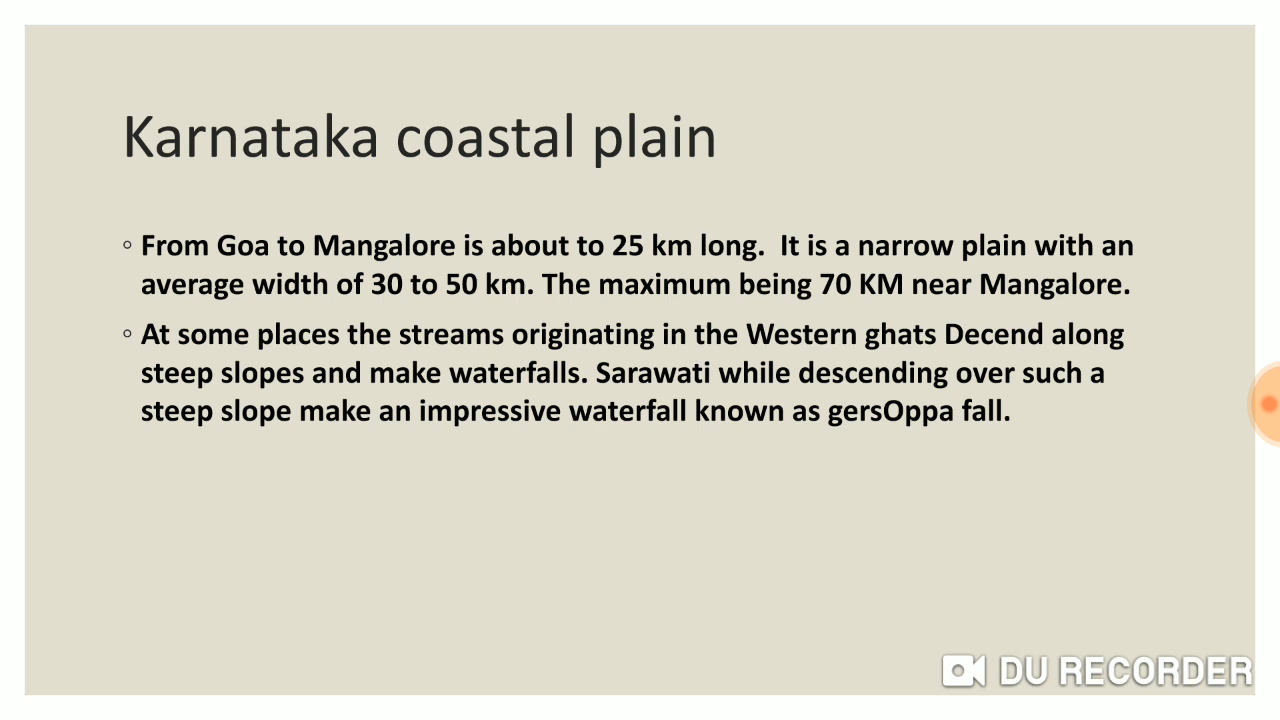 Karnataka coastal plain
◦ From Goa to Mangalore is about to 25 km long.  It is a narrow plain with an
average width of 30 to 50 km. The maximum being 70 KM near Mangalore.
◦ At some places the streams originating in the Western ghats Decend along
steep slopes and make waterfalls. Sarawati while descending over such a
steep slope make an impressive waterfall known as gersOppa fall.
DU RECORDER